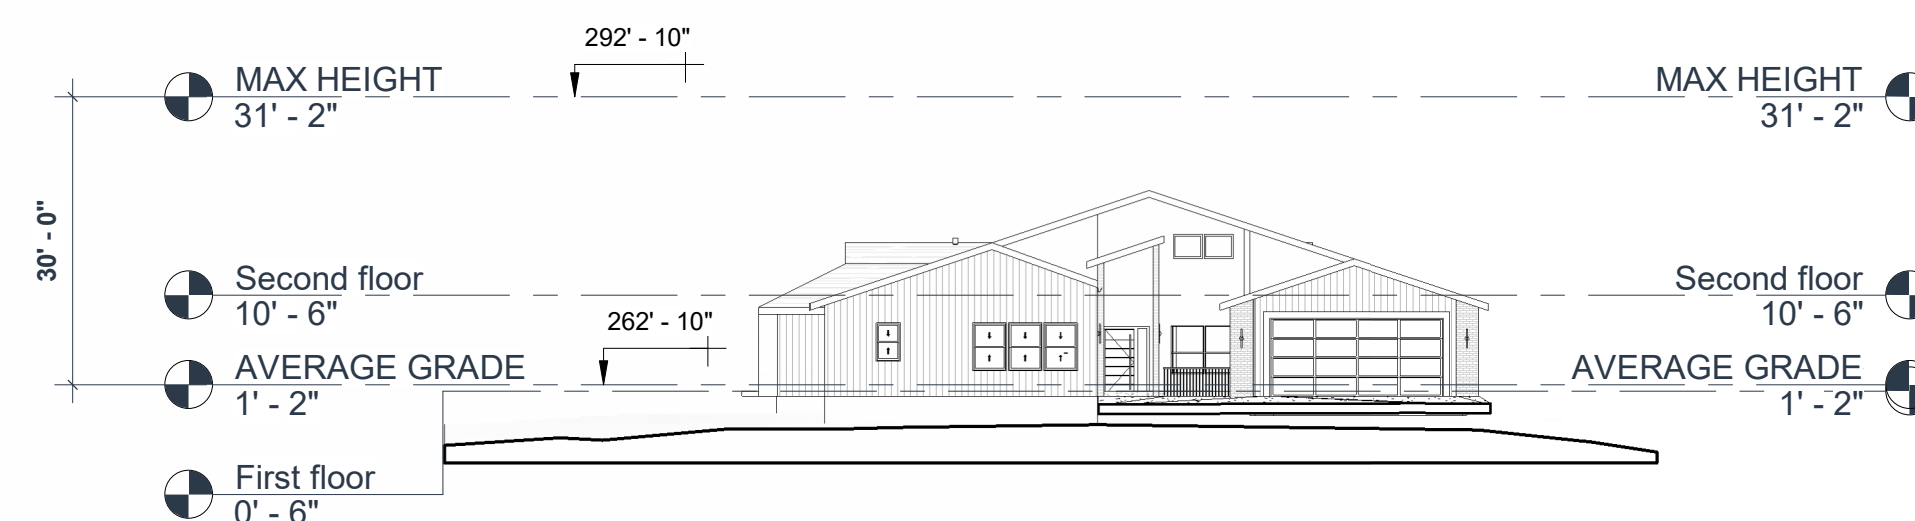 292' - 10"
MAX HEIGHT
31' - 2"
MAX HEIGHT
31' - 2"
30' - 0"
Second floor
10' - 6"
Second floor
10' - 6"
262' - 10"
AVERAGE GRADE
1' - 2"
AVERAGE GRADE
1' - 2"
First floor
0' - 6"